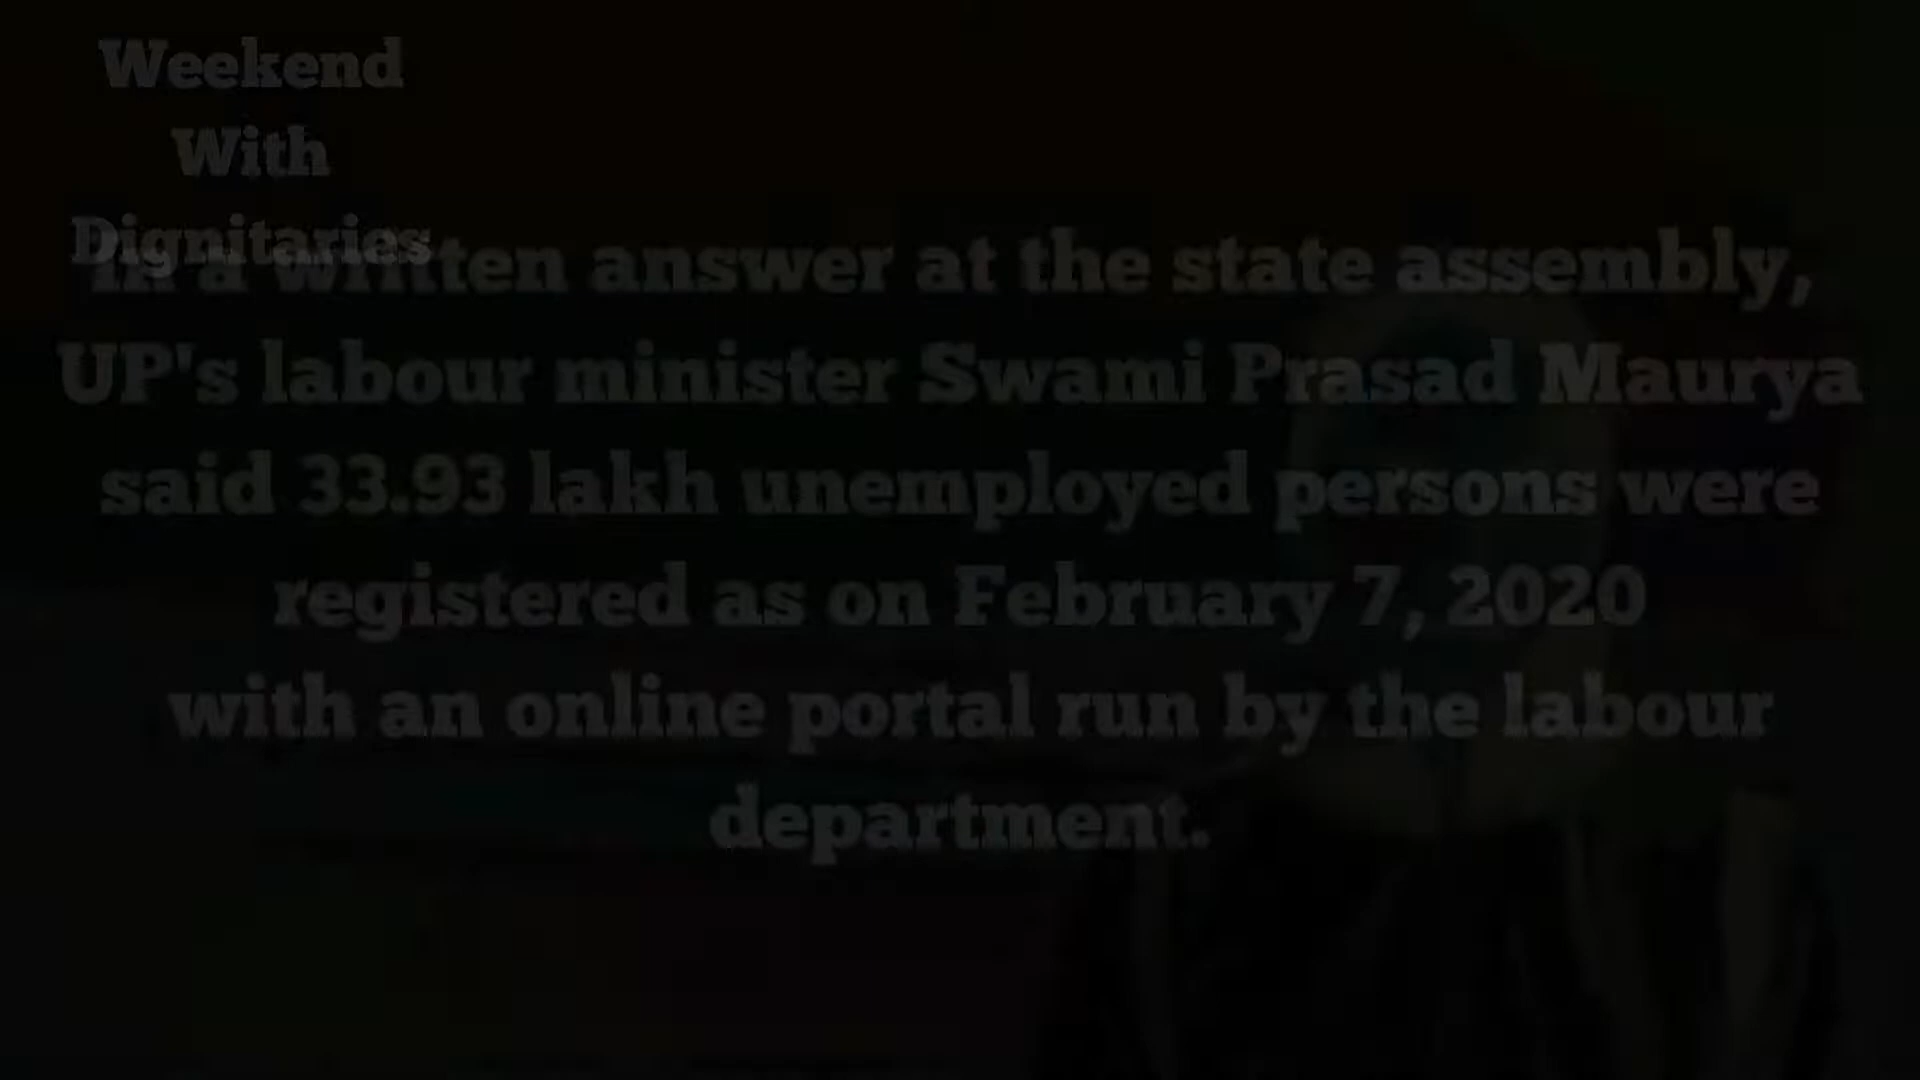 Weekend
With
Dignitaries
In a written answer at the state assembly,
UP's labour minister Swami Prasad Maurya
said 33.93 lakh unemployed persons were
registered as on February 7, 2020
with an online portal run by the labour
department.